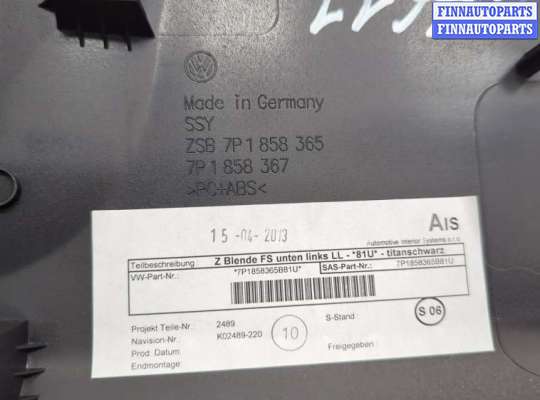 FINNAUTOPARTS
FINNAUTOPARTS
FINNAUTOPARTS
Made in Germany
SSY
ZSB 7P1 858 365
7P1 858 367
>PC+ABS<
15-04-2013
AIS
Automotive Interior Systems s.r.o
Teilbeschreibung Z Blende FS unten links LL - *81U* - titanschwarz
VW-Part-Nr.: *7P1858365B81U* SAS-Part-Nr.: 7P1858365B81U
Projekt Teile-Nr. 2489 S-Stand
Navision-Nr.: K02489-220 10 S 06
Prod. Datum:
Endmontage: Freigegeben :